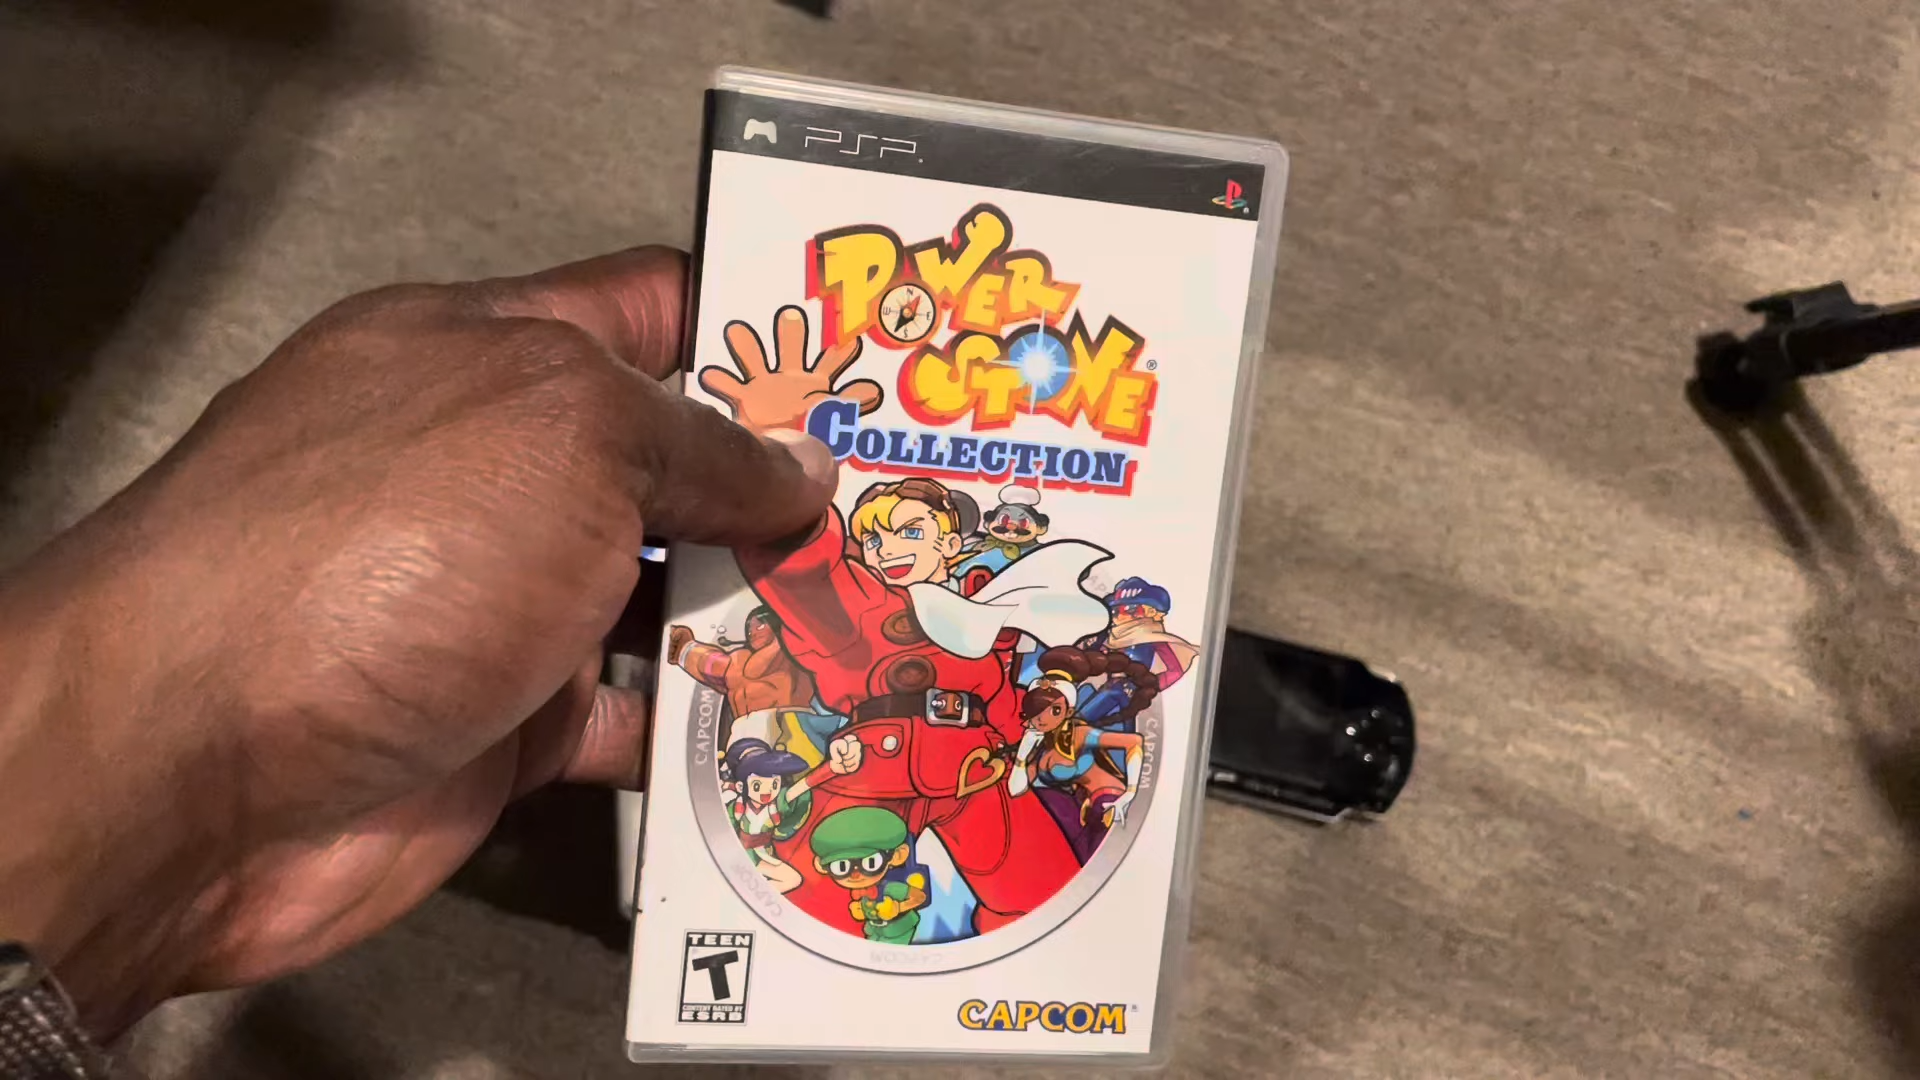 PSP
POWER
STONE®
COLLECTION
CAPCOM
CAPCOM
CAPCOM
CAPCOM
TEEN
T
CONTENT RATED BY
ESRB
CAPCOM®